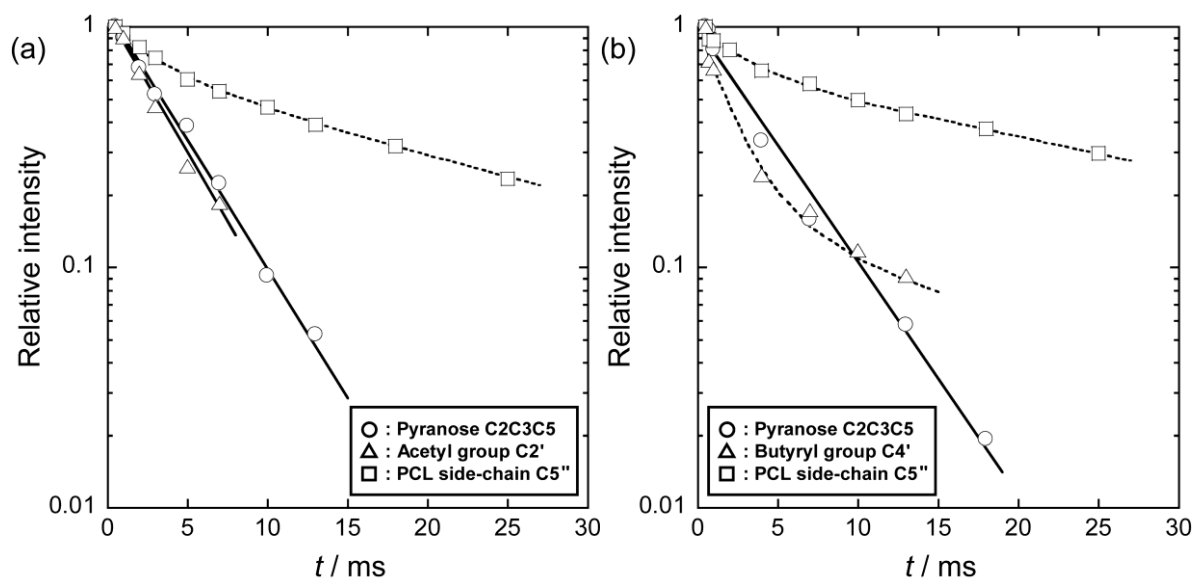 (a)
Relative intensity
1
0.1
0.01
0 5 10 15 20 25 30
t / ms
○ : Pyranose C2C3C5
△ : Acetyl group C2'
□ : PCL side-chain C5"
(b)
Relative intensity
1
0.1
0.01
0 5 10 15 20 25 30
t / ms
○ : Pyranose C2C3C5
△ : Butyryl group C4'
□ : PCL side-chain C5"